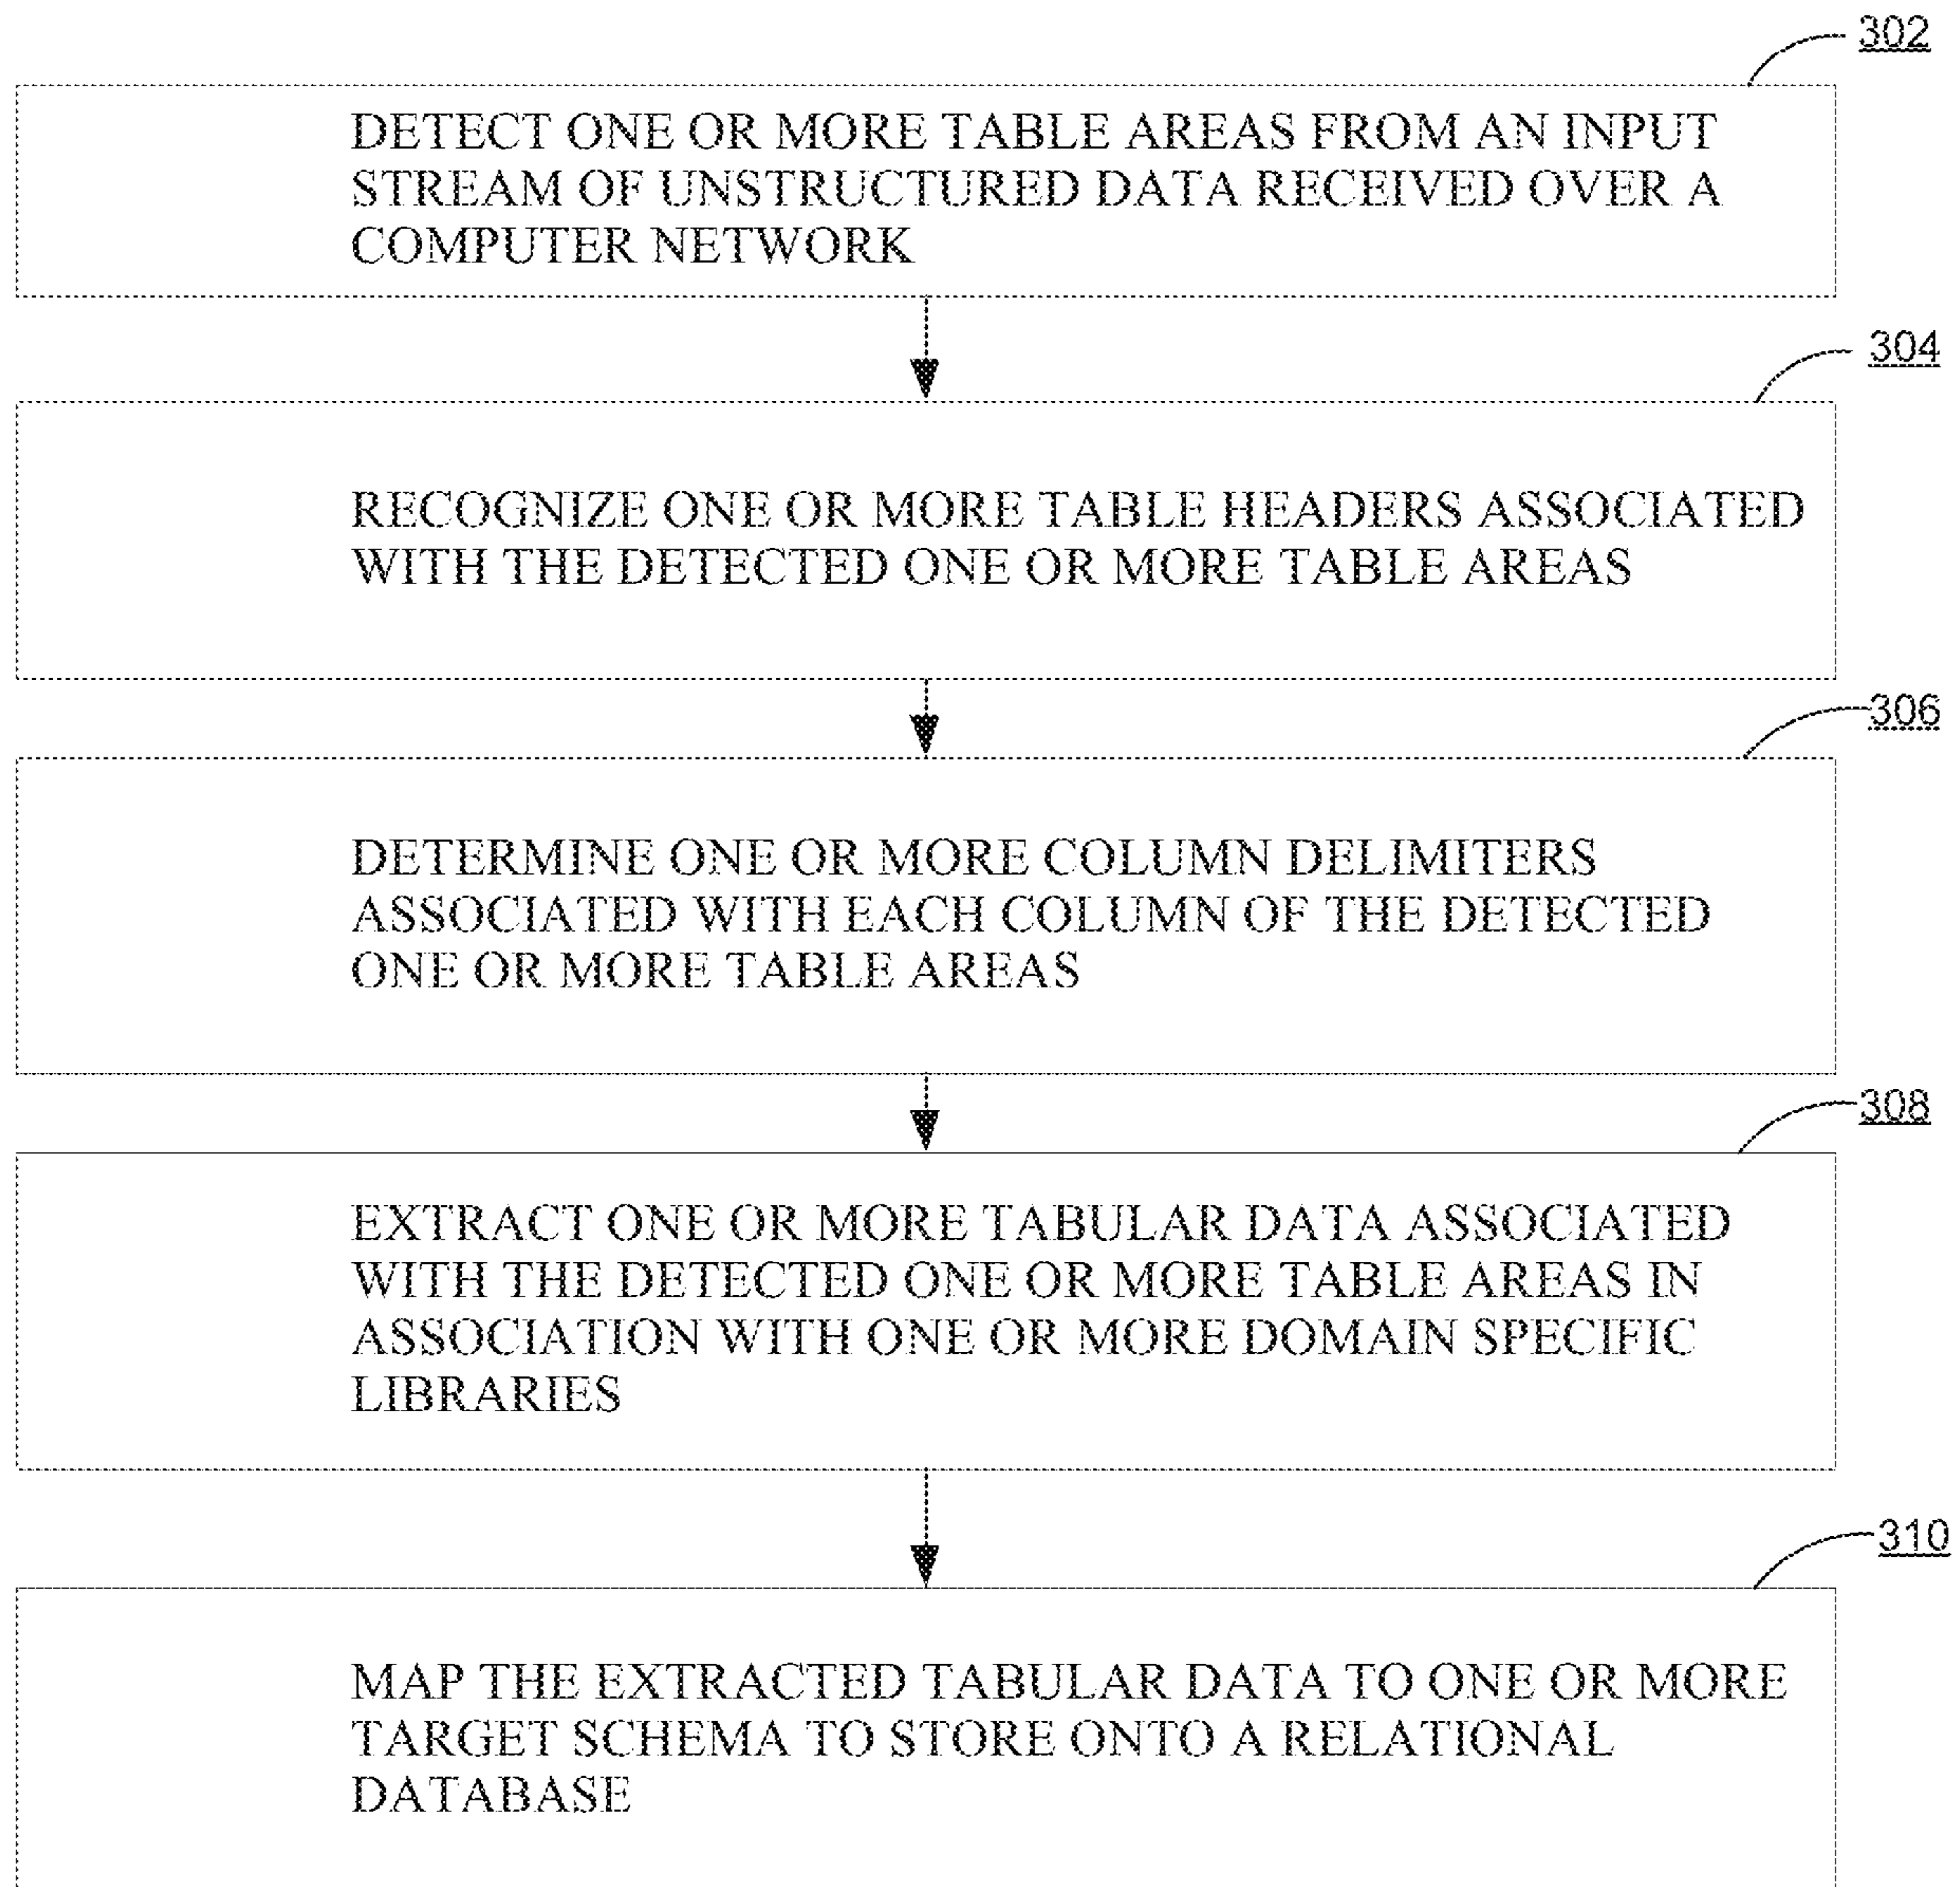 302
DETECT ONE OR MORE TABLE AREAS FROM AN INPUT
STREAM OF UNSTRUCTURED DATA RECEIVED OVER A
COMPUTER NETWORK
304
RECOGNIZE ONE OR MORE TABLE HEADERS ASSOCIATED
WITH THE DETECTED ONE OR MORE TABLE AREAS
306
DETERMINE ONE OR MORE COLUMN DELIMITERS
ASSOCIATED WITH EACH COLUMN OF THE DETECTED
ONE OR MORE TABLE AREAS
308
EXTRACT ONE OR MORE TABULAR DATA ASSOCIATED
WITH THE DETECTED ONE OR MORE TABLE AREAS IN
ASSOCIATION WITH ONE OR MORE DOMAIN SPECIFIC
LIBRARIES
310
MAP THE EXTRACTED TABULAR DATA TO ONE OR MORE
TARGET SCHEMA TO STORE ONTO A RELATIONAL
DATABASE